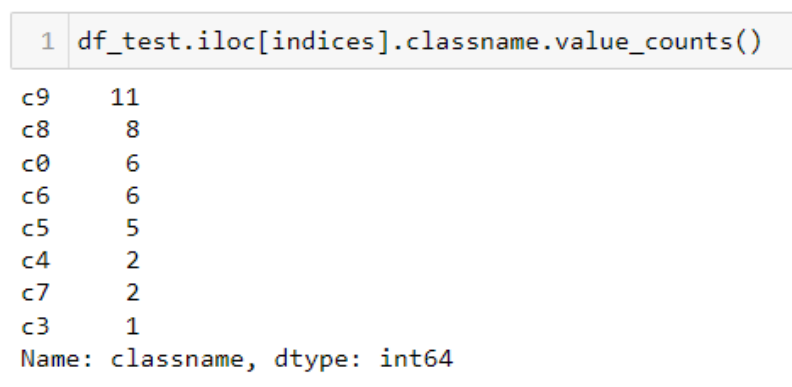 1 df_test.iloc[indices].classname.value_counts()
c9 11
c8 8
c0 6
c6 6
c5 5
c4 2
c7 2
c3 1
Name: classname, dtype: int64